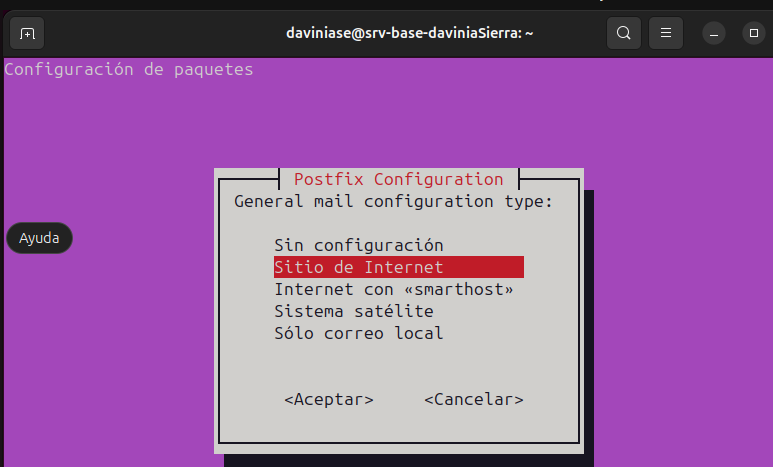 daviniase@srv-base-daviniaSierra: ~
Configuración de paquetes
Postfix Configuration
General mail configuration type:
Sin configuración
Sitio de Internet
Internet con «smarthost»
Sistema satélite
Sólo correo local
<Aceptar> <Cancelar>
Ayuda